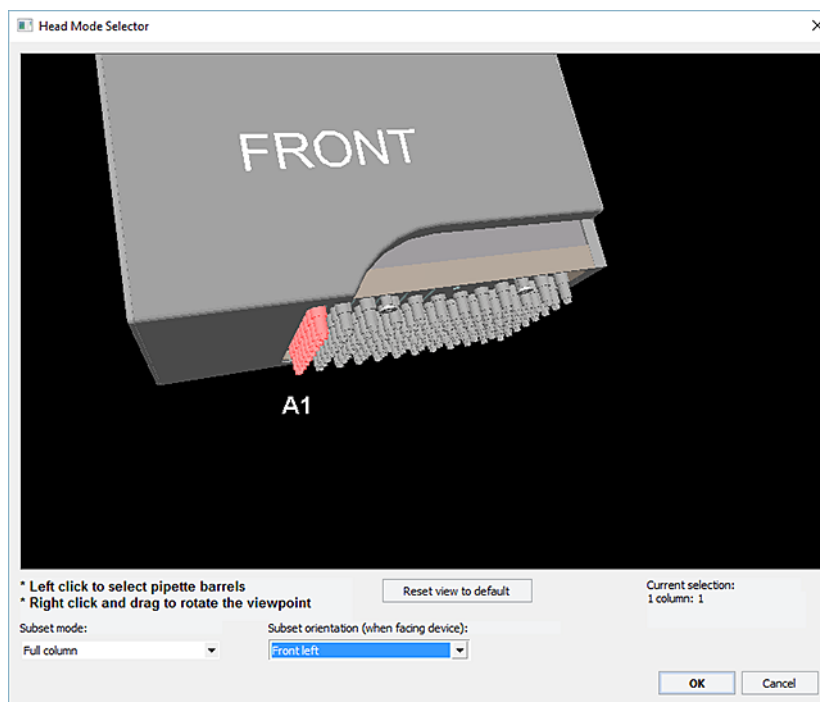 Head Mode Selector
FRONT
A1
* Left click to select pipette barrels
* Right click and drag to rotate the viewpoint
Reset view to default
Current selection:
1 column: 1
Subset mode:
Subset orientation (when facing device):
Full column
Front left
OK
Cancel